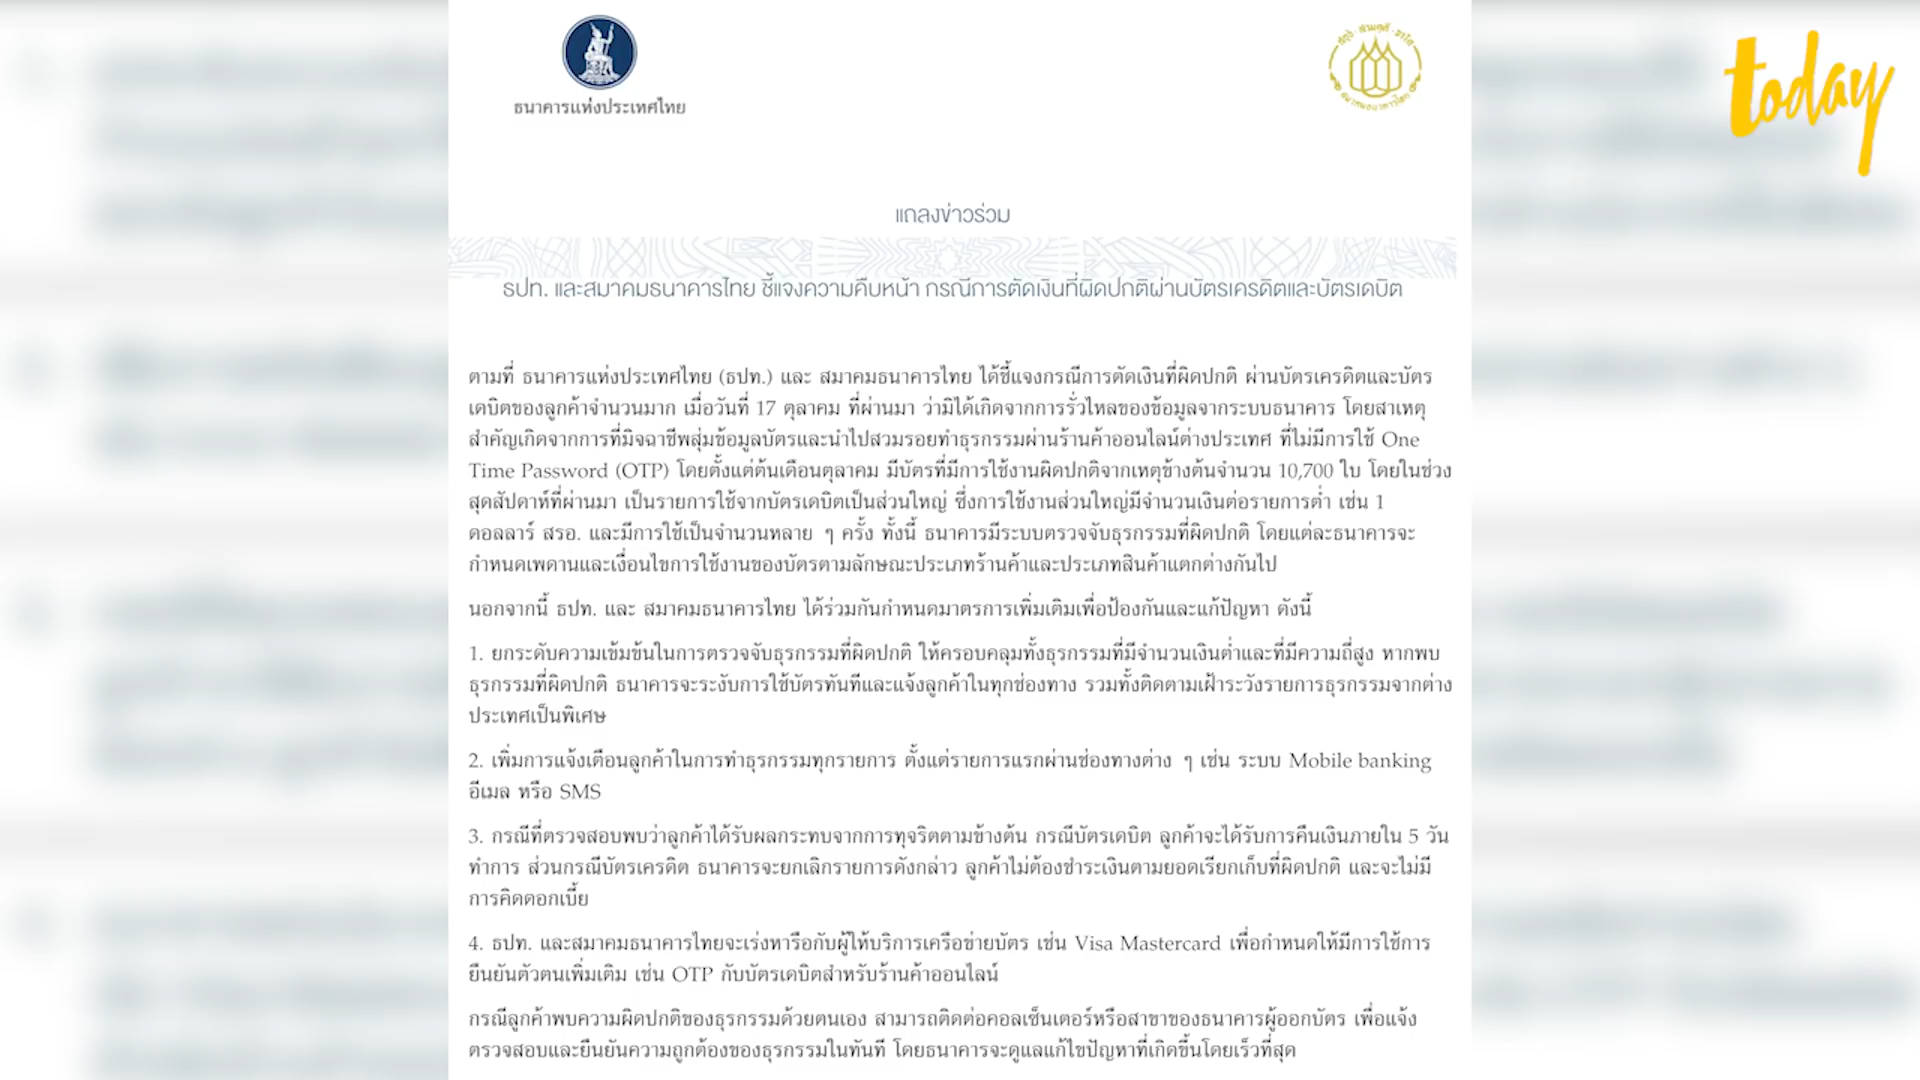 today
ธนาคารแห่งประเทศไทย
แถลงข่าวร่วม
ธปท. และสมาคมธนาคารไทย ชี้แจงความคืบหน้า กรณีการตัดเงินที่ผิดปกติผ่านบัตรเครดิตและบัตรเดบิต
ตามที่ ธนาคารแห่งประเทศไทย (ธปท.) และ สมาคมธนาคารไทย ได้ชี้แจงกรณีการตัดเงินที่ผิดปกติ ผ่านบัตรเครดิตและบัตร
เดบิตของลูกค้าจำนวนมาก เมื่อวันที่ 17 ตุลาคม ที่ผ่านมา ว่ามิได้เกิดจากการรั่วไหลของข้อมูลจากระบบธนาคาร โดยสาเหตุ
สำคัญเกิดจากการที่มิจฉาชีพสุ่มข้อมูลบัตรและนำไปสวมรอยทำธุรกรรมผ่านร้านค้าออนไลน์ต่างประเทศ ที่ไม่มีการใช้ One
Time Password (OTP) โดยตั้งแต่ต้นเดือนตุลาคม มีบัตรที่มีการใช้งานผิดปกติจากเหตุข้างต้นจำนวน 10,700 ใบ โดยในช่วง
สุดสัปดาห์ที่ผ่านมา เป็นรายการใช้จากบัตรเดบิตเป็นส่วนใหญ่ ซึ่งการใช้งานส่วนใหญ่มีจำนวนเงินต่อรายการต่ำ เช่น 1
ดอลลาร์ สรอ. และมีการใช้เป็นจำนวนหลาย ๆ ครั้ง ทั้งนี้ ธนาคารมีระบบตรวจจับธุรกรรมที่ผิดปกติ โดยแต่ละธนาคารจะ
กำหนดเพดานและเงื่อนไขการใช้งานของบัตรตามลักษณะประเภทร้านค้าและประเภทสินค้าแตกต่างกันไป
นอกจากนี้ ธปท. และ สมาคมธนาคารไทย ได้ร่วมกันกำหนดมาตรการเพิ่มเติมเพื่อป้องกันและแก้ปัญหา ดังนี้
1. ยกระดับความเข้มข้นในการตรวจจับธุรกรรมที่ผิดปกติ ให้ครอบคลุมทั้งธุรกรรมที่มีจำนวนเงินต่ำและที่มีความถี่สูง หากพบ
ธุรกรรมที่ผิดปกติ ธนาคารจะระงับการใช้บัตรทันทีและแจ้งลูกค้าในทุกช่องทาง รวมทั้งติดตามเฝ้าระวังรายการธุรกรรมจากต่าง
ประเทศเป็นพิเศษ
2. เพิ่มการแจ้งเตือนลูกค้าในการทำธุรกรรมทุกรายการ ตั้งแต่รายการแรกผ่านช่องทางต่าง ๆ เช่น ระบบ Mobile banking
อีเมล หรือ SMS
3. กรณีที่ตรวจสอบพบว่าลูกค้าได้รับผลกระทบจากการทุจริตตามข้างต้น กรณีบัตรเดบิต ลูกค้าจะได้รับการคืนเงินภายใน 5 วัน
ทำการ ส่วนกรณีบัตรเครดิต ธนาคารจะยกเลิกรายการดังกล่าว ลูกค้าไม่ต้องชำระเงินตามยอดเรียกเก็บที่ผิดปกติ และจะไม่มี
การคิดดอกเบี้ย
4. ธปท. และสมาคมธนาคารไทยจะเร่งหารือกับผู้ให้บริการเครือข่ายบัตร เช่น Visa Mastercard เพื่อกำหนดให้มีการใช้การ
ยืนยันตัวตนเพิ่มเติม เช่น OTP กับบัตรเดบิตสำหรับร้านค้าออนไลน์
กรณีลูกค้าพบความผิดปกติของธุรกรรมด้วยตนเอง สามารถติดต่อคอลเซ็นเตอร์หรือสาขาของธนาคารผู้ออกบัตร เพื่อแจ้ง
ตรวจสอบและยืนยันความถูกต้องของธุรกรรมในทันที โดยธนาคารจะดูแลแก้ไขปัญหาที่เกิดขึ้นโดยเร็วที่สุด